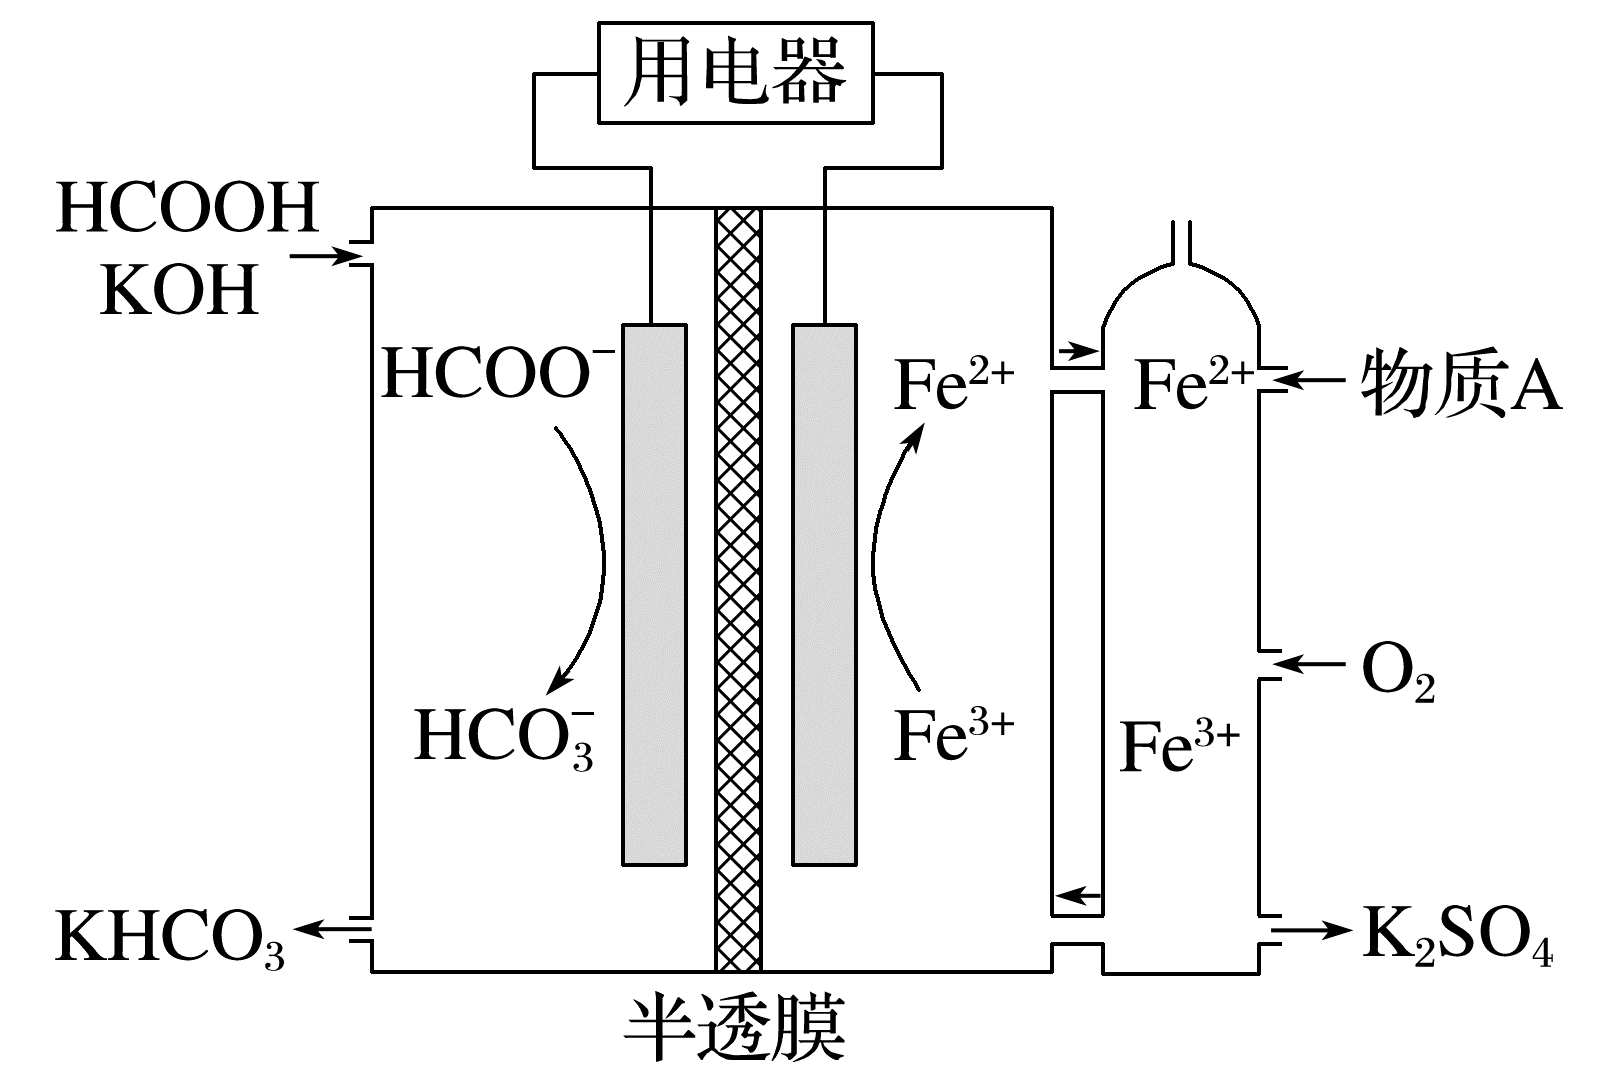 用电器
HCOOH
KOH
HCOO⁻
Fe²⁺
Fe²⁺
物质A
O₂
HCO₃⁻
Fe³⁺
Fe³⁺
KHCO₃
K₂SO₄
半透膜